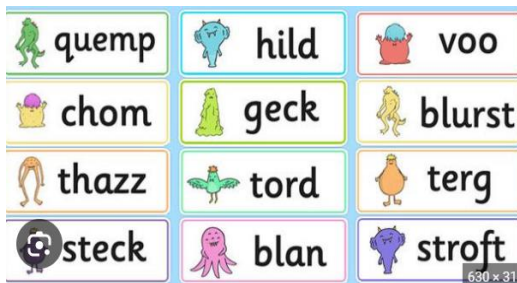 quemp hild voo
chom geck blurst
thazz tord terg
steck blan stroft
630 × 31